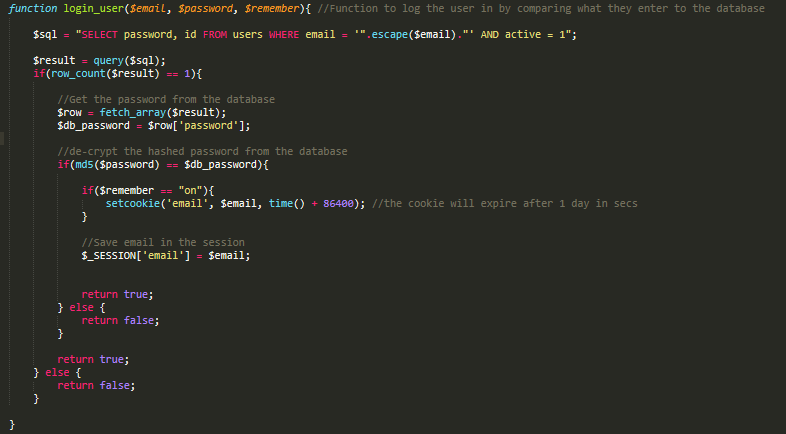 function login_user($email, $password, $remember){ //Function to log the user in by comparing what they enter to the database
$sql = "SELECT password, id FROM users WHERE email = '".escape($email)."' AND active = 1";
$result = query($sql);
if(row_count($result) == 1){
//Get the password from the database
$row = fetch_array($result);
$db_password = $row['password'];
//de-crypt the hashed password from the database
if(md5($password) == $db_password){
if($remember == "on"){
setcookie('email', $email, time() + 86400); //the cookie will expire after 1 day in secs
}
//Save email in the session
$_SESSION['email'] = $email;
return true;
} else {
return false;
}
return true;
} else {
return false;
}
}